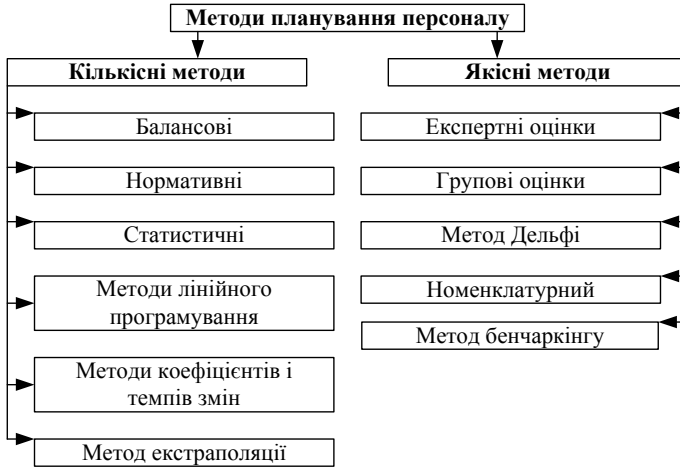 Методи планування персоналу
Кількісні методи
Якісні методи
Балансові
Експертні оцінки
Нормативні
Групові оцінки
Статистичні
Метод Дельфі
Методи лінійного
програмування
Номенклатурний
Метод бенчаркінгу
Методи коефіцієнтів і
темпів змін
Метод екстраполяції